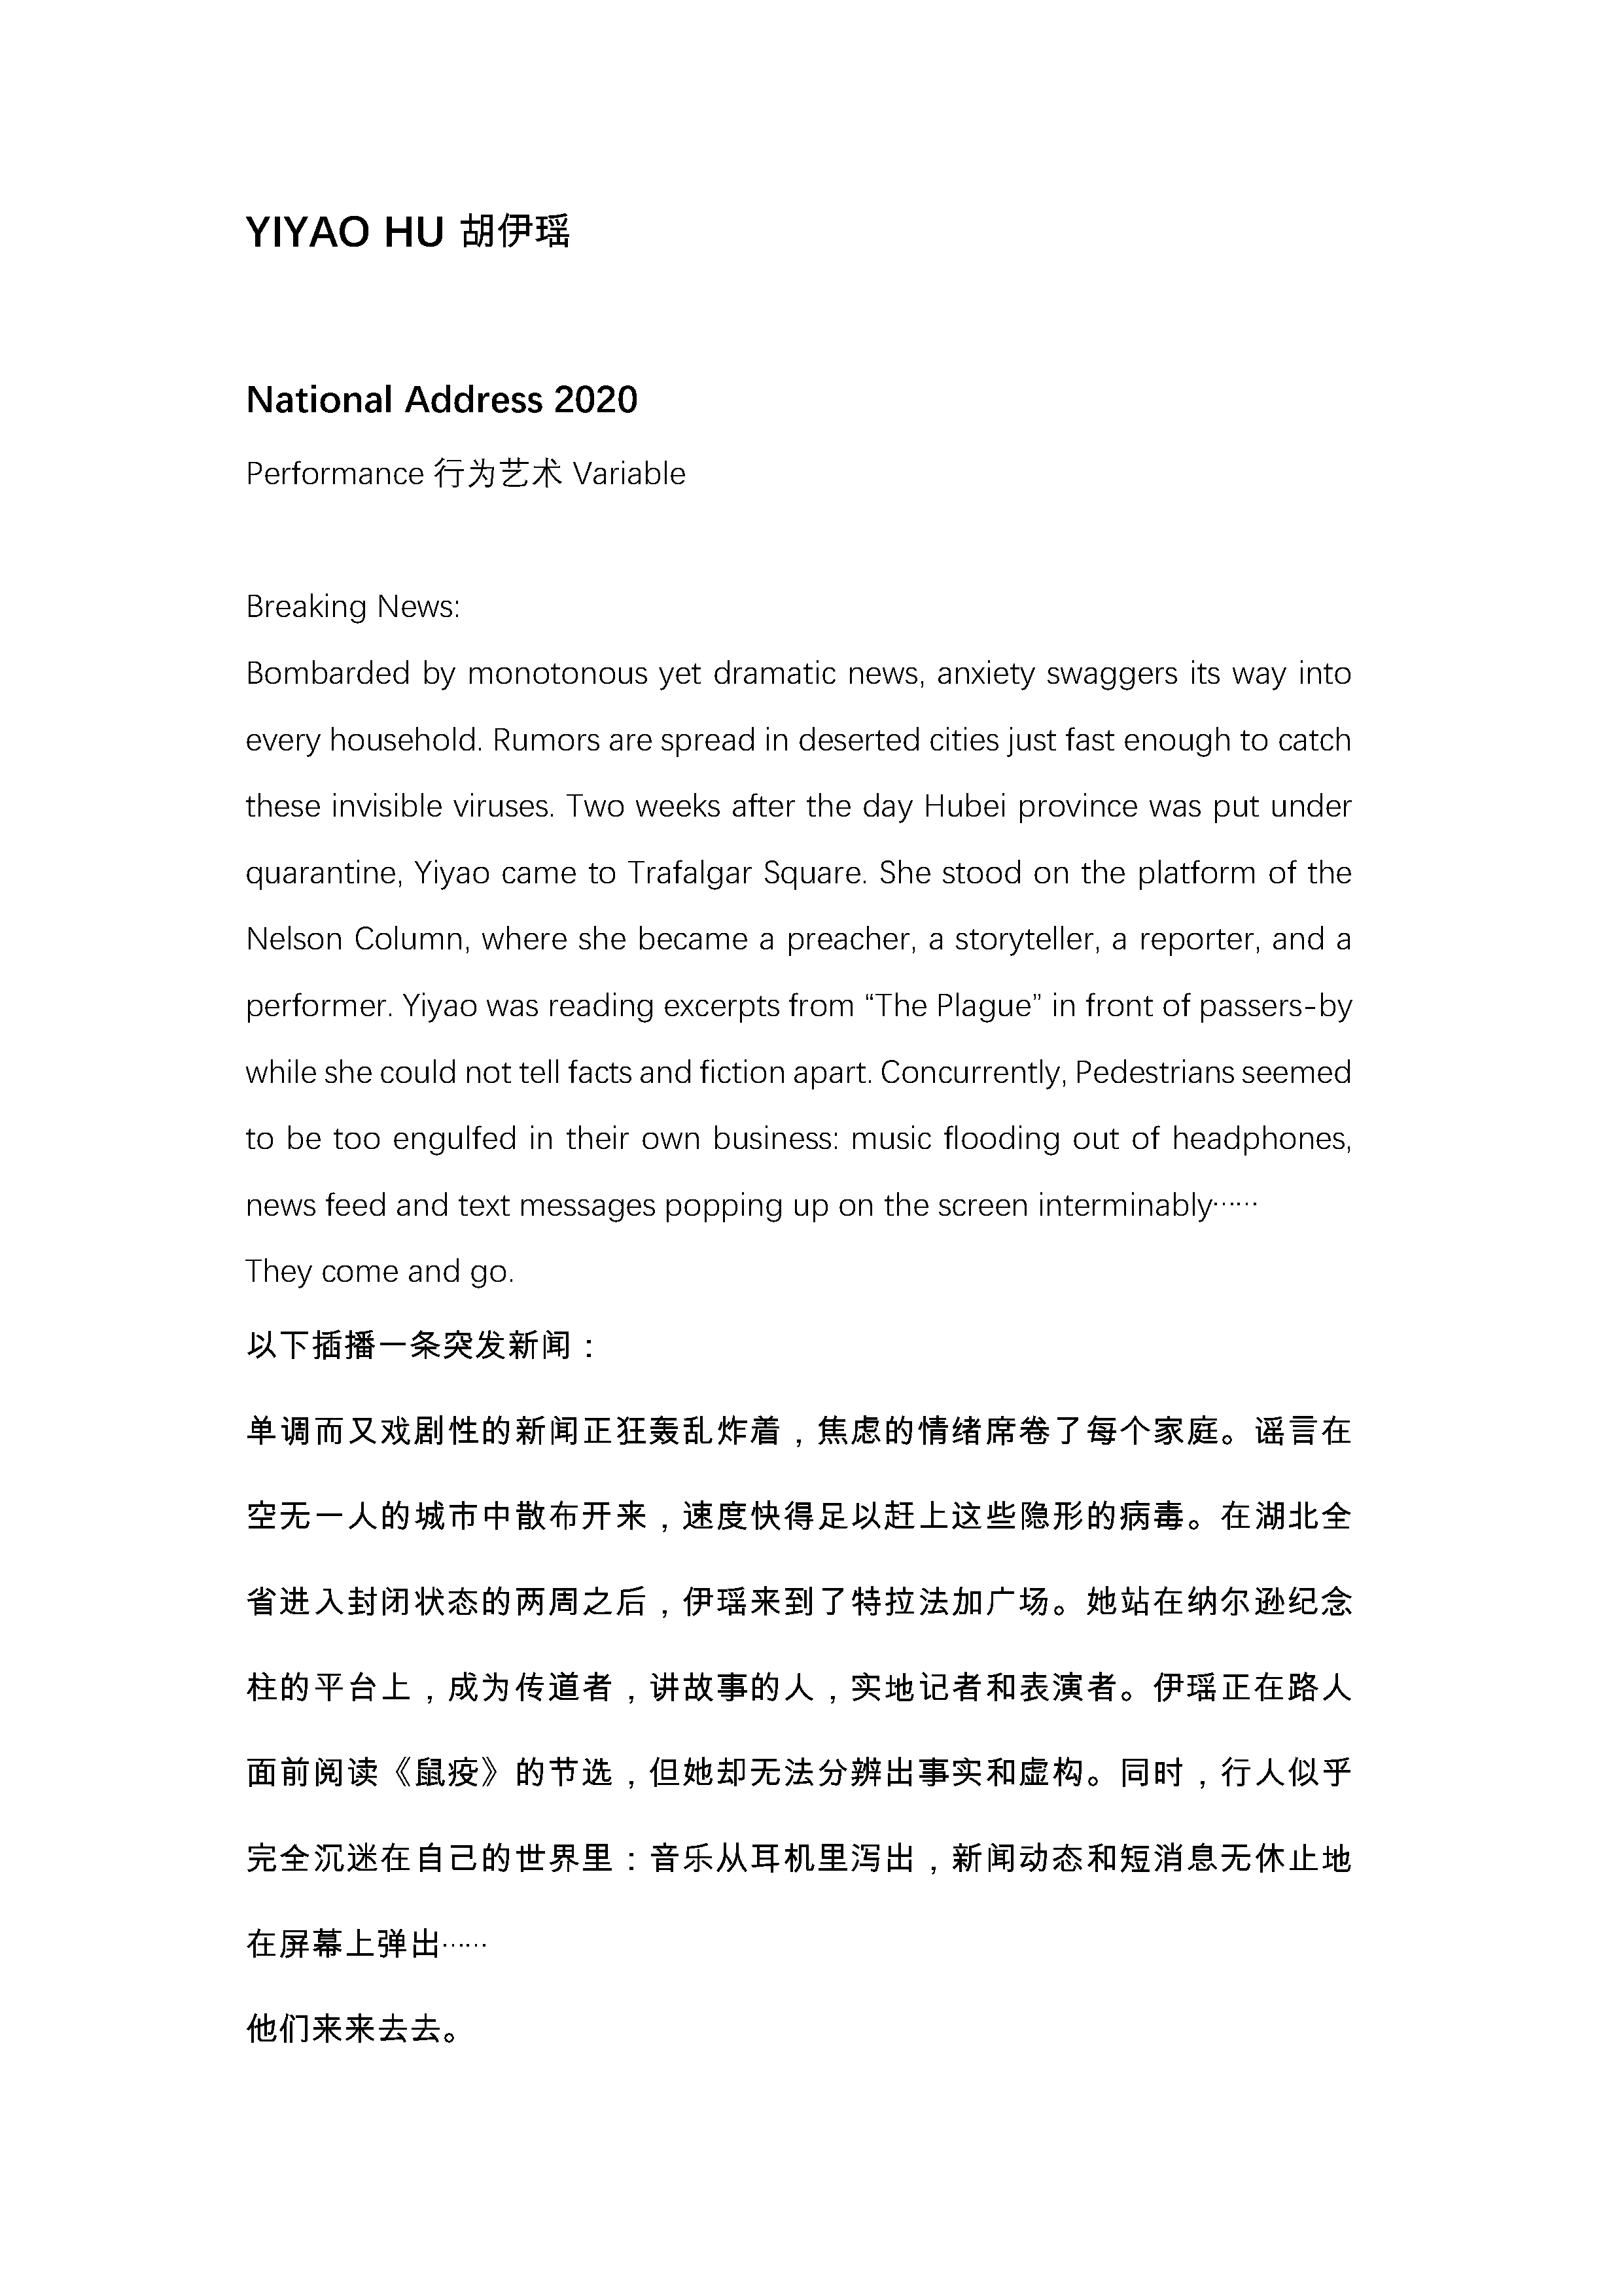 YIYAO HU 胡伊瑶
National Address 2020
Performance 行为艺术 Variable
Breaking News:
Bombarded by monotonous yet dramatic news, anxiety swaggers its way into
every household. Rumors are spread in deserted cities just fast enough to catch
these invisible viruses. Two weeks after the day Hubei province was put under
quarantine, Yiyao came to Trafalgar Square. She stood on the platform of the
Nelson Column, where she became a preacher, a storyteller, a reporter, and a
performer. Yiyao was reading excerpts from “The Plague” in front of passers-by
while she could not tell facts and fiction apart. Concurrently, Pedestrians seemed
to be too engulfed in their own business: music flooding out of headphones,
news feed and text messages popping up on the screen interminably……
They come and go.
以下插播一条突发新闻：
单调而又戏剧性的新闻正狂轰乱炸着，焦虑的情绪席卷了每个家庭。谣言在
空无一人的城市中散布开来，速度快得足以赶上这些隐形的病毒。在湖北全
省进入封闭状态的两周之后，伊瑶来到了特拉法加广场。她站在纳尔逊纪念
柱的平台上，成为传道者，讲故事的人，实地记者和表演者。伊瑶正在路人
面前阅读《鼠疫》的节选，但她却无法分辨出事实和虚构。同时，行人似乎
完全沉迷在自己的世界里：音乐从耳机里泻出，新闻动态和短消息无休止地
在屏幕上弹出……
他们来来去去。